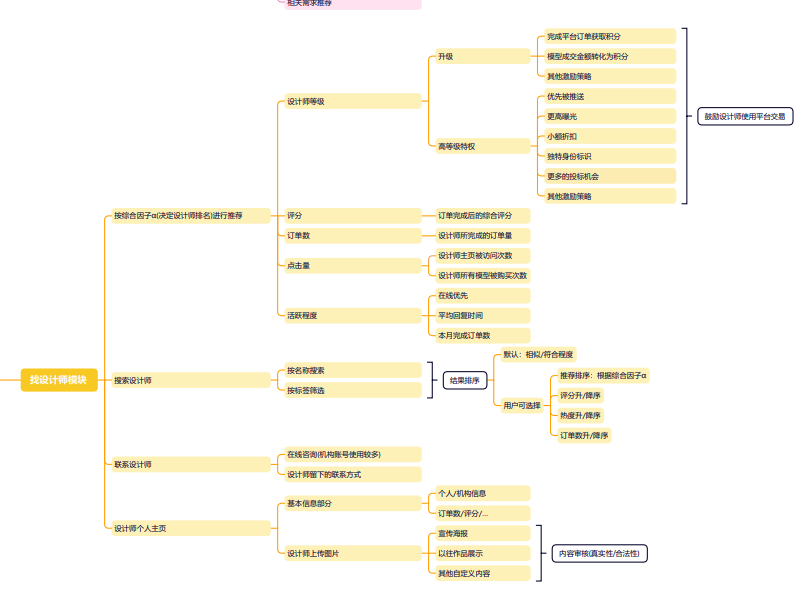 相关需求推荐
找设计师模块
按综合因子α(决定设计师排名)进行推荐
设计师等级
升级
完成平台订单获取积分
模型成交金额转化为积分
其他激励策略
高等级特权
优先被推送
更高曝光
小额折扣
独特身份标识
更多的投标机会
其他激励策略
鼓励设计师使用平台交易
评分
订单完成后的综合评分
订单数
设计师所完成的订单量
点击量
设计师主页被访问次数
设计师所有模型被购买次数
活跃程度
在线优先
平均回复时间
本月完成订单数
搜索设计师
按名称搜索
按标签筛选
结果排序
默认：相似/符合程度
用户可选择
推荐排序：根据综合因子α
评分升/降序
热度升/降序
订单数升/降序
联系设计师
在线咨询(机构账号使用较多)
设计师留下的联系方式
设计师个人主页
基本信息部分
个人/机构信息
订单数/评分/...
设计师上传图片
宣传海报
以往作品展示
其他自定义内容
内容审核(真实性/合法性)